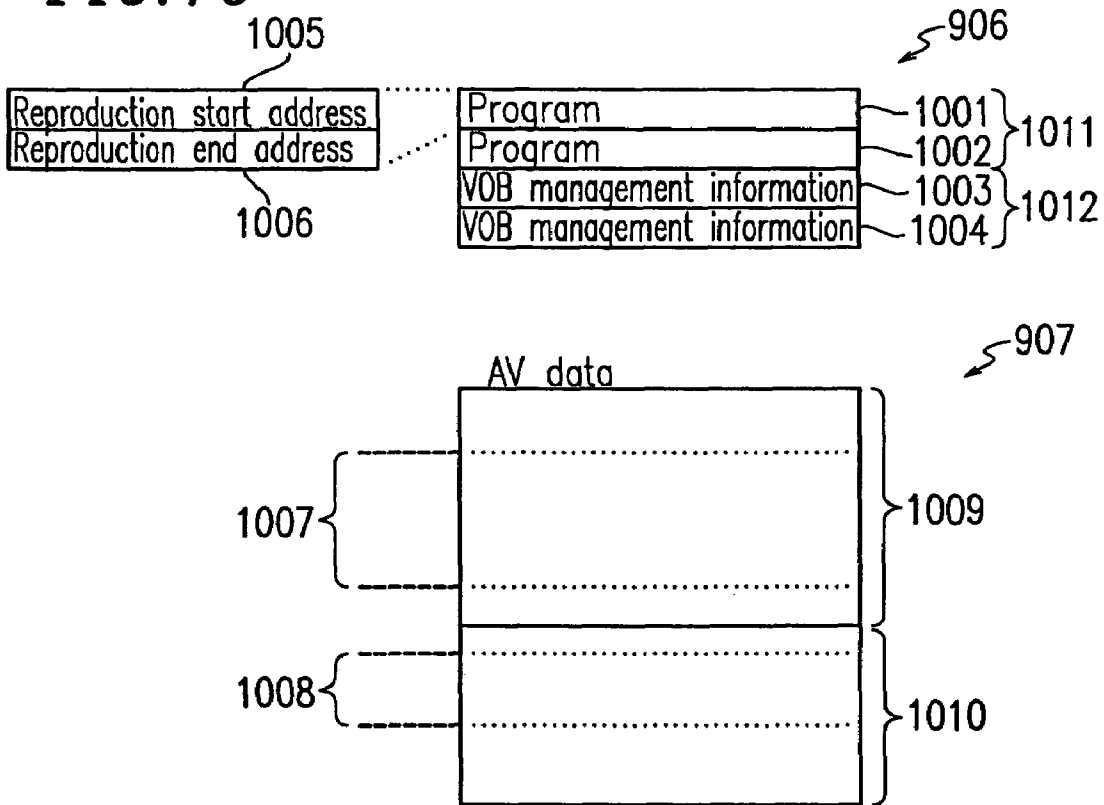 1005
906
Reproduction start address
Program
1001
1011
Reproduction end address
Program
1002
VOB management information
1003
1012
1006
VOB management information
1004
907
AV data
1007
1009
1008
1010